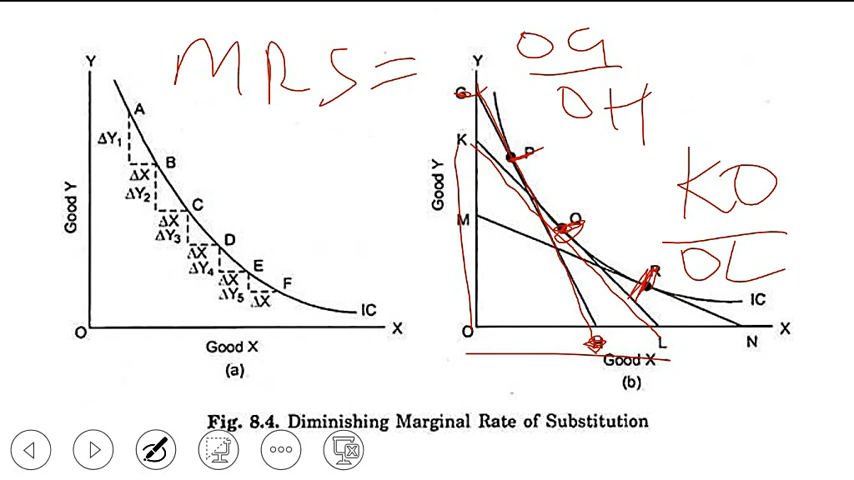 MRS = OG
OH
KO
OL
Y
A
ΔY1
B
ΔX
ΔY2
C
ΔX
ΔY3
D
ΔX
ΔY4
E
ΔX
ΔY5
F
ΔX
IC
Good Y
O
X
Good X
(a)
Y
G
P
K
Good Y
Q
M
R
IC
O
H
L
N
X
Good X
(b)
Fig. 8.4. Diminishing Marginal Rate of Substitution